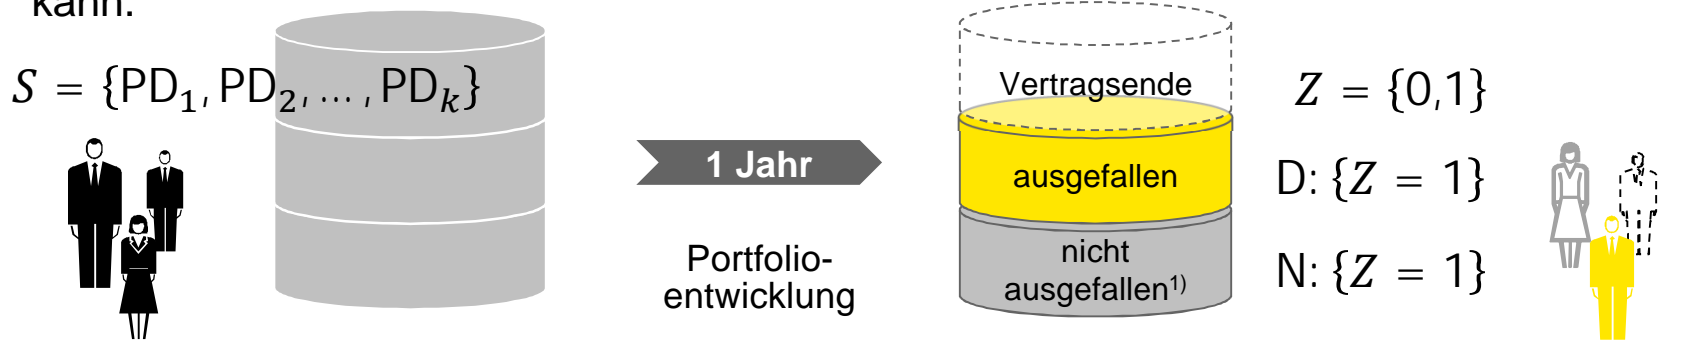 kann:
S = {PD₁, PD₂, … , PDₖ}
1 Jahr
Portfolio-
entwicklung
Vertragsende
ausgefallen
nicht
ausgefallen¹⁾
Z = {0,1}
D: {Z = 1}
N: {Z = 1}